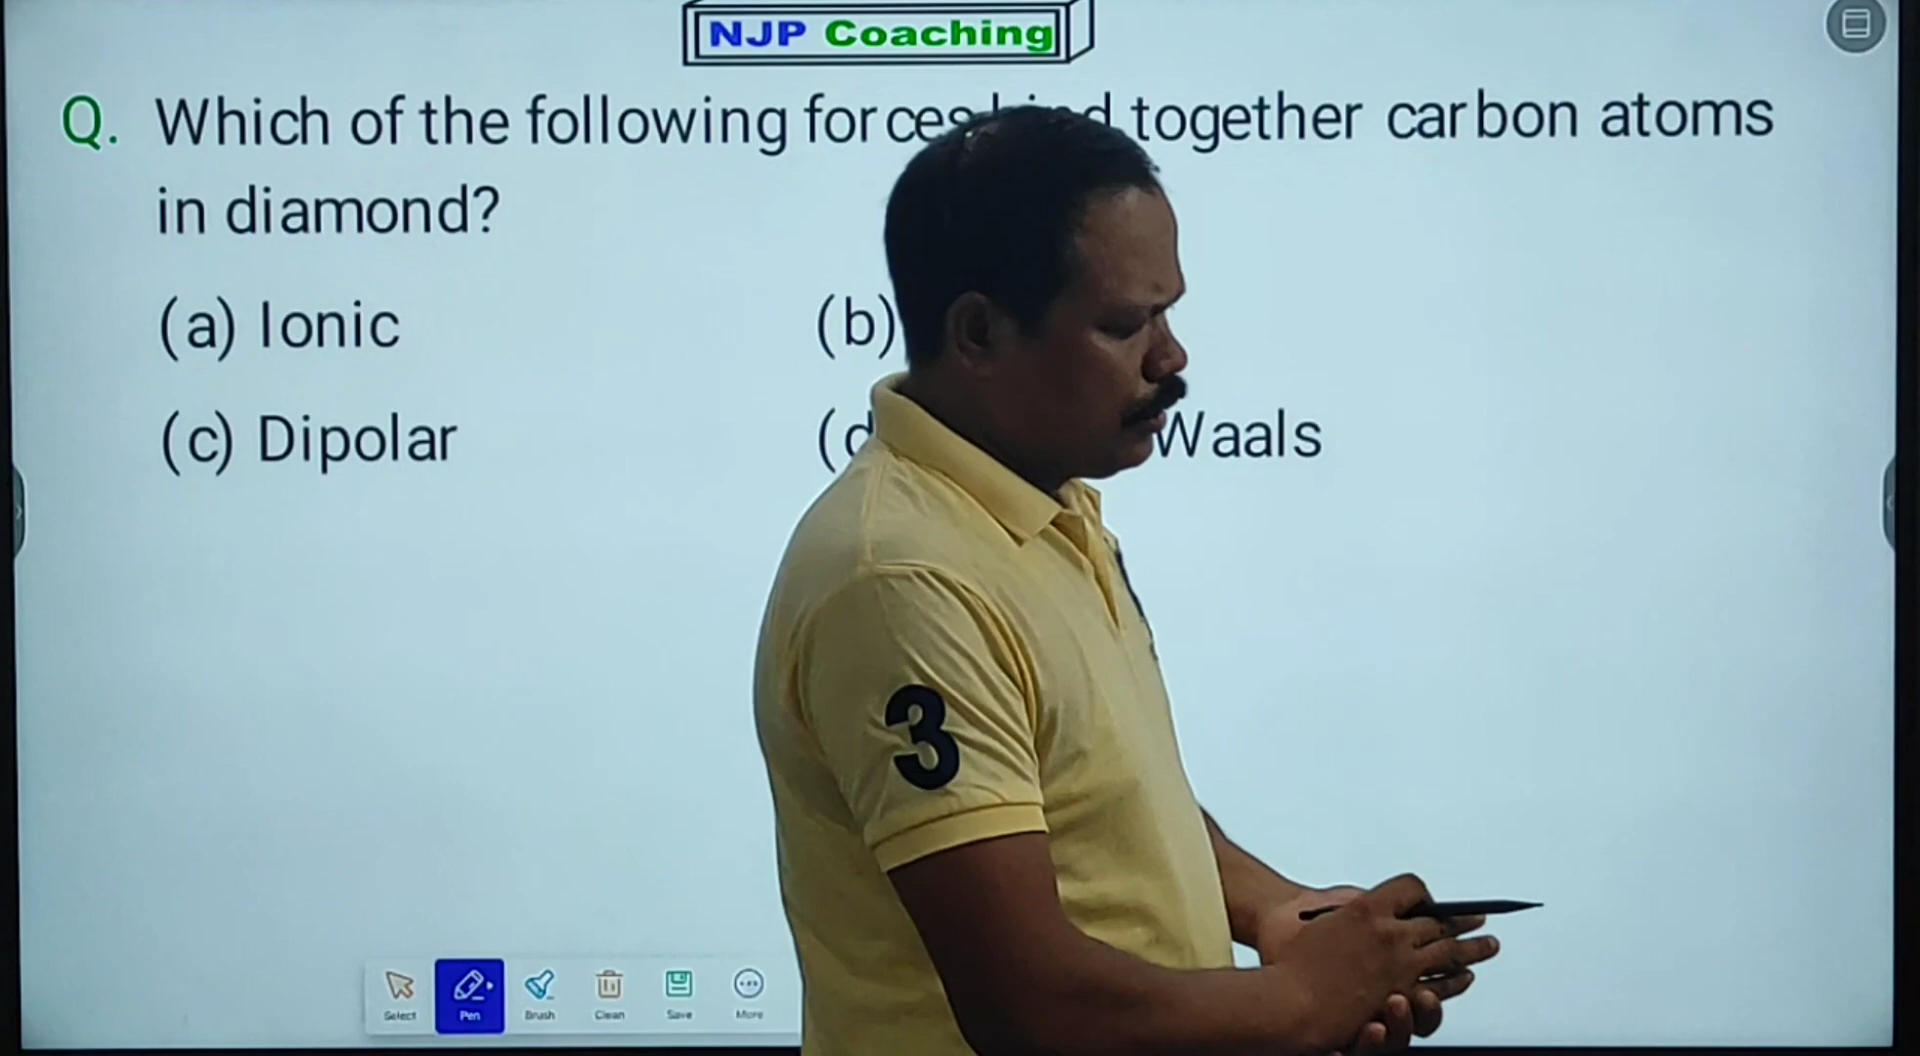 NJP Coaching
Q. Which of the following forces together carbon atoms
in diamond?
(a) Ionic
(b)
(c) Dipolar
Waals
3
Select
Pen
Brush
Clean
Save
More